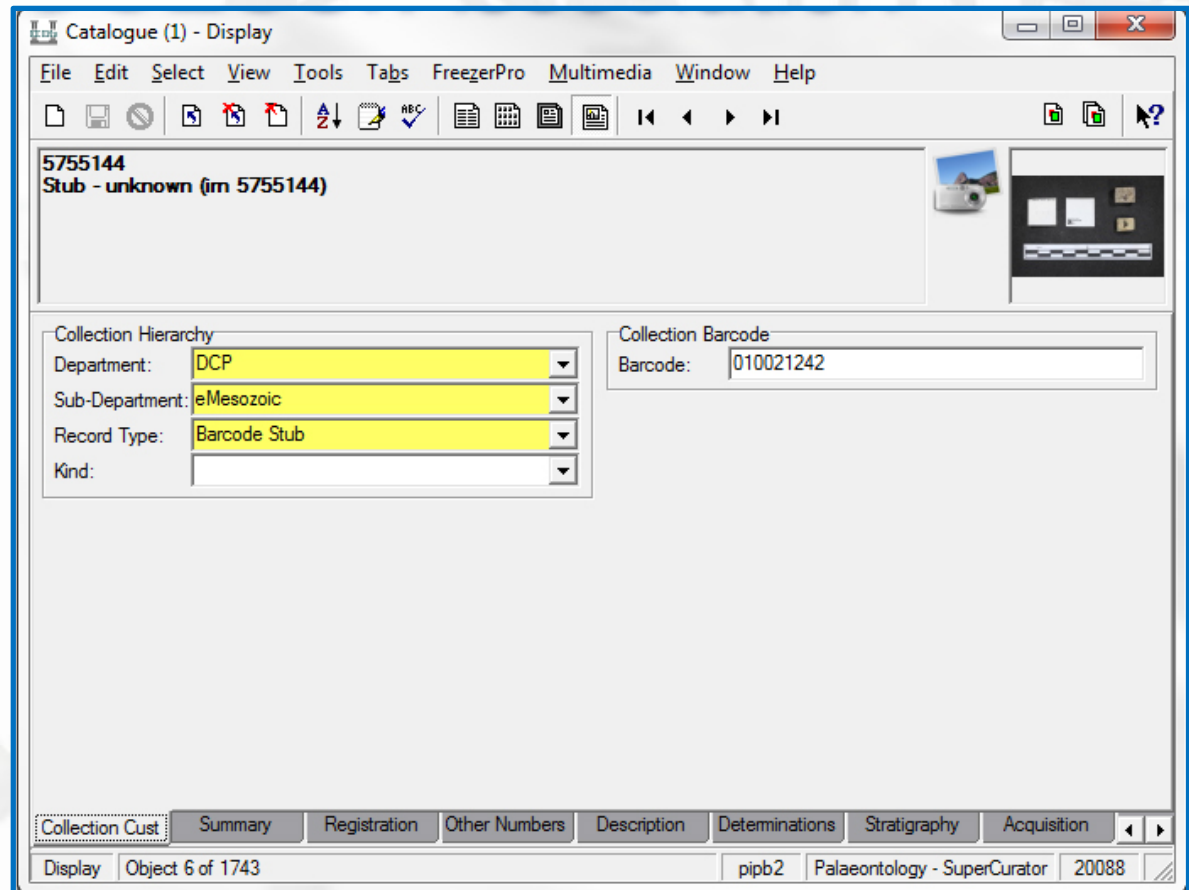 Catalogue (1) - Display
File Edit Select View Tools Tabs FreezerPro Multimedia Window Help
5755144
Stub - unknown (irn 5755144)
Collection Hierarchy
Department: DCP
Sub-Department: eMesozoic
Record Type: Barcode Stub
Kind:
Collection Barcode
Barcode: 010021242
Collection Cust Summary Registration Other Numbers Description Determinations Stratigraphy Acquisition
Display Object 6 of 1743 pipb2 Palaeontology - SuperCurator 20088